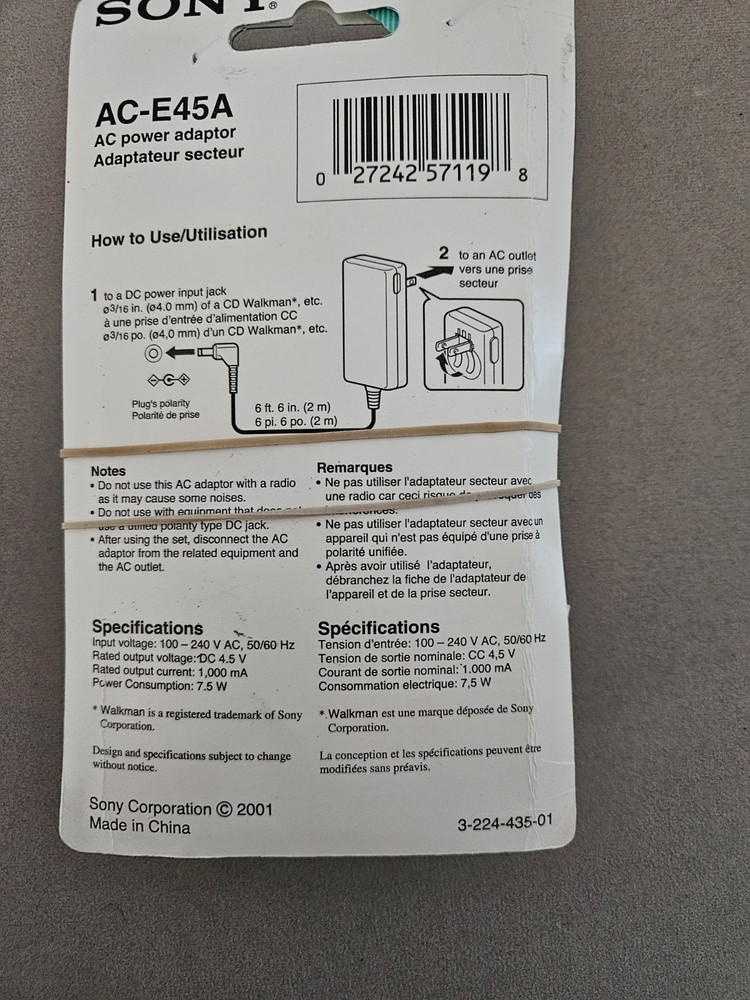 SONY®
AC-E45A
AC power adaptor
Adaptateur secteur
0 27242 57119 8
How to Use/Utilisation
1 to a DC power input jack
ø3/16 in. (ø4.0 mm) of a CD Walkman*, etc.
à une prise d'entrée d'alimentation CC
ø3/16 po. (ø4,0 mm) d'un CD Walkman*, etc.
2 to an AC outlet
vers une prise
secteur
Plug's polarity
Polarité de prise
6 ft. 6 in. (2 m)
6 pi. 6 po. (2 m)
Notes
• Do not use this AC adaptor with a radio
as it may cause some noises.
• Do not use with equipment that does not
use a unified polarity type DC jack.
• After using the set, disconnect the AC
adaptor from the related equipment and
the AC outlet.
Remarques
• Ne pas utiliser l'adaptateur secteur avec
une radio car ceci risque des
• Ne pas utiliser l'adaptateur secteur avec un
appareil qui n'est pas équipé d'une prise à
polarité unifiée.
• Après avoir utilisé l'adaptateur,
débranchez la fiche de l'adaptateur de
l'appareil et de la prise secteur.
Specifications
Input voltage: 100 – 240 V AC, 50/60 Hz
Rated output voltage: DC 4.5 V
Rated output current: 1,000 mA
Power Consumption: 7.5 W
* Walkman is a registered trademark of Sony
Corporation.
Design and specifications subject to change
without notice.
Spécifications
Tension d'entrée: 100 – 240 V AC, 50/60 Hz
Tension de sortie nominale: CC 4,5 V
Courant de sortie nominal: 1.000 mA
Consommation electrique: 7,5 W
* Walkman est une marque déposée de Sony
Corporation.
La conception et les spécifications peuvent être
modifiées sans préavis.
Sony Corporation © 2001
Made in China
3-224-435-01